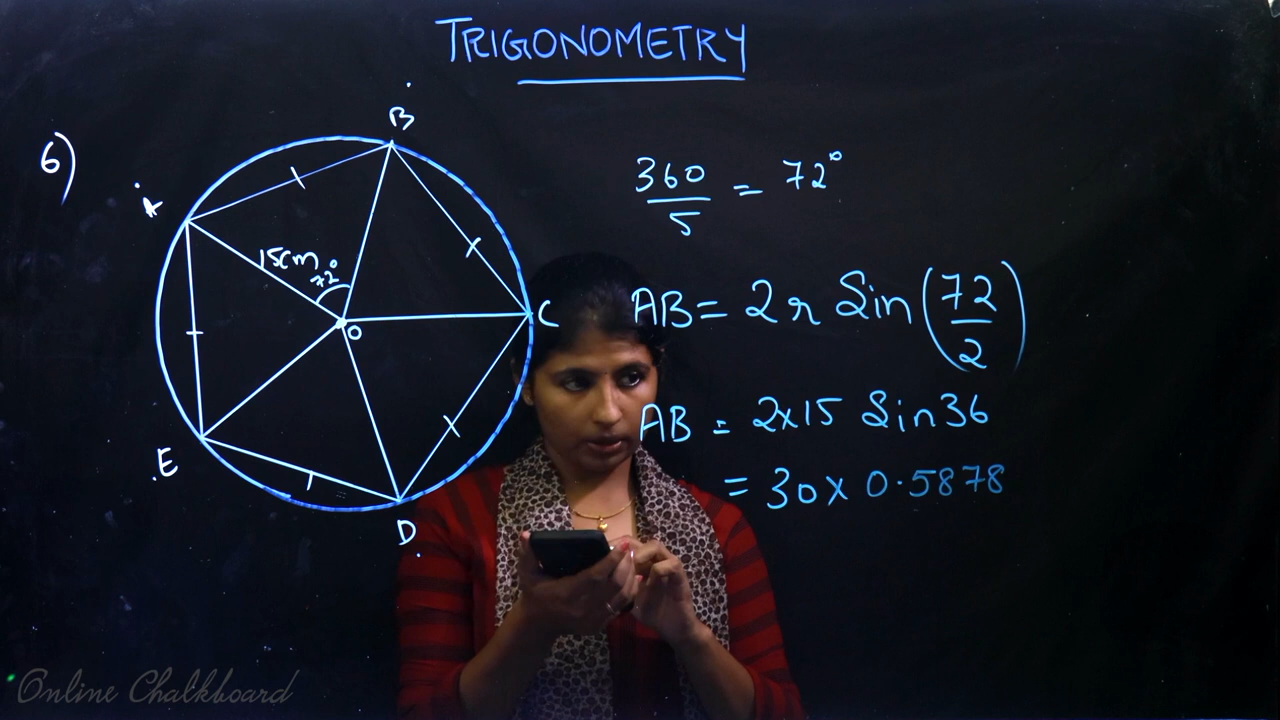 TRIGONOMETRY
6)
B
A
15cm 72°
O
C
E
D
360/5 = 72°
AB = 2r Sin(72/2)
AB = 2x15 Sin36
= 30x 0.5878
Online Chalkboard